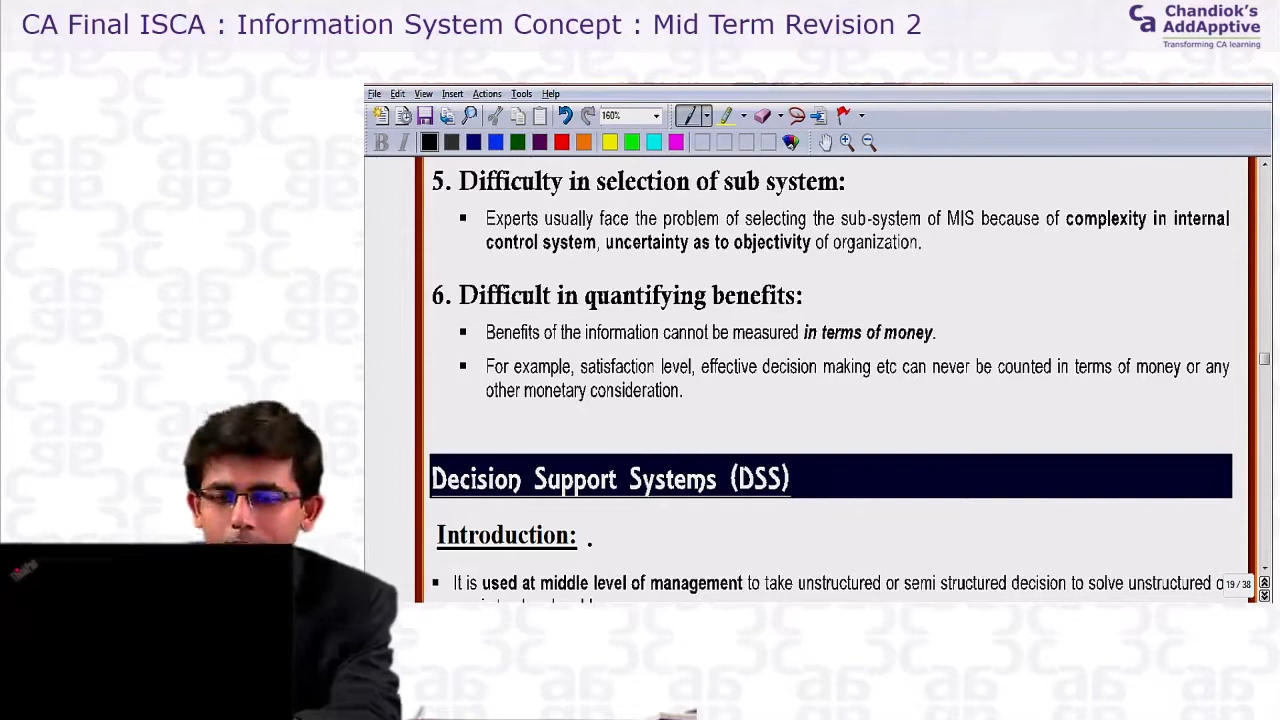 CA Final ISCA : Information System Concept : Mid Term Revision 2
Ca Chandiok's
AddApptive
Transforming CA learning
File Edit View Insert Actions Tools Help
160%
B I
5. Difficulty in selection of sub system:
▪ Experts usually face the problem of selecting the sub-system of MIS because of complexity in internal
control system, uncertainty as to objectivity of organization.
6. Difficult in quantifying benefits:
▪ Benefits of the information cannot be measured in terms of money.
▪ For example, satisfaction level, effective decision making etc can never be counted in terms of money or any
other monetary consideration.
Decision Support Systems (DSS)
Introduction: .
▪ It is used at middle level of management to take unstructured or semi structured decision to solve unstructured
19 / 38
ThinkPad